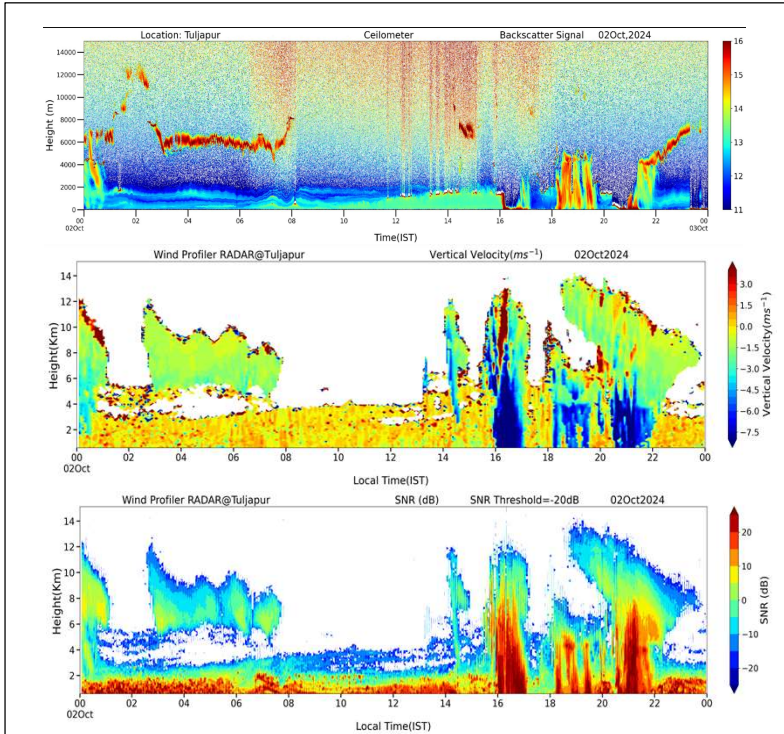 Location: Tuljapur Ceilometer Backscatter Signal 02Oct,2024
14000
12000
10000
8000
6000
4000
2000
0
Height (m)
00 02 04 06 08 10 12 14 16 18 20 22 00
02Oct 03Oct
Time(IST)
16
15
14
13
12
11
Wind Profiler RADAR@Tuljapur Vertical Velocity(ms⁻¹) 02Oct2024
14
12
10
8
6
4
2
Height(Km)
00 02 04 06 08 10 12 14 16 18 20 22 00
02Oct
Local Time(IST)
3.0
1.5
0.0
−1.5
−3.0
−4.5
−6.0
−7.5
Vertical Velocity(ms⁻¹)
Wind Profiler RADAR@Tuljapur SNR (dB) SNR Threshold=-20dB 02Oct2024
14
12
10
8
6
4
2
Height(Km)
00 02 04 06 08 10 12 14 16 18 20 22 00
02Oct
Local Time(IST)
20
10
0
−10
−20
SNR (dB)